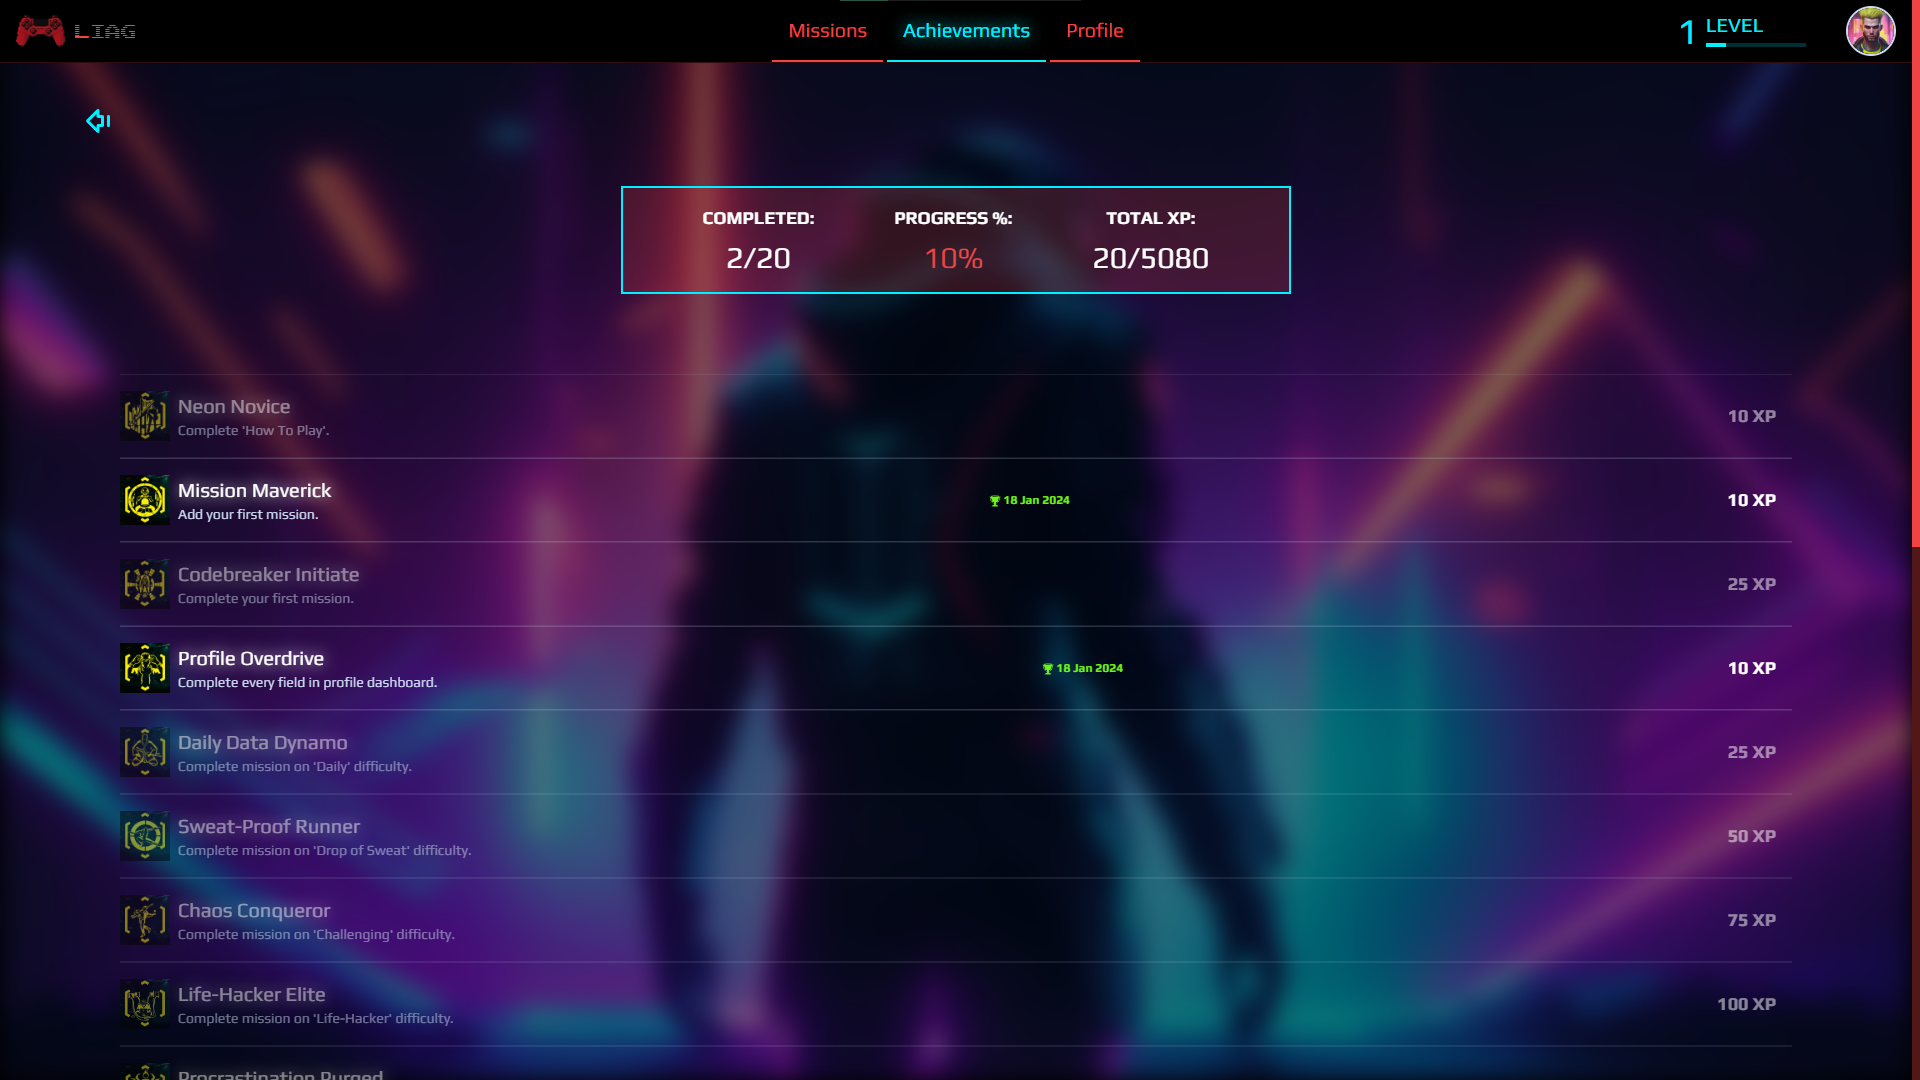 LIAG
Missions
Achievements
Profile
1 LEVEL
COMPLETED:
PROGRESS %:
TOTAL XP:
2/20
10%
20/5080
Neon Novice
Complete 'How To Play'.
10 XP
Mission Maverick
Add your first mission.
18 Jan 2024
10 XP
Codebreaker Initiate
Complete your first mission.
25 XP
Profile Overdrive
Complete every field in profile dashboard.
18 Jan 2024
10 XP
Daily Data Dynamo
Complete mission on 'Daily' difficulty.
25 XP
Sweat-Proof Runner
Complete mission on 'Drop of Sweat' difficulty.
50 XP
Chaos Conqueror
Complete mission on 'Challenging' difficulty.
75 XP
Life-Hacker Elite
Complete mission on 'Life-Hacker' difficulty.
100 XP
Procrastination Purged